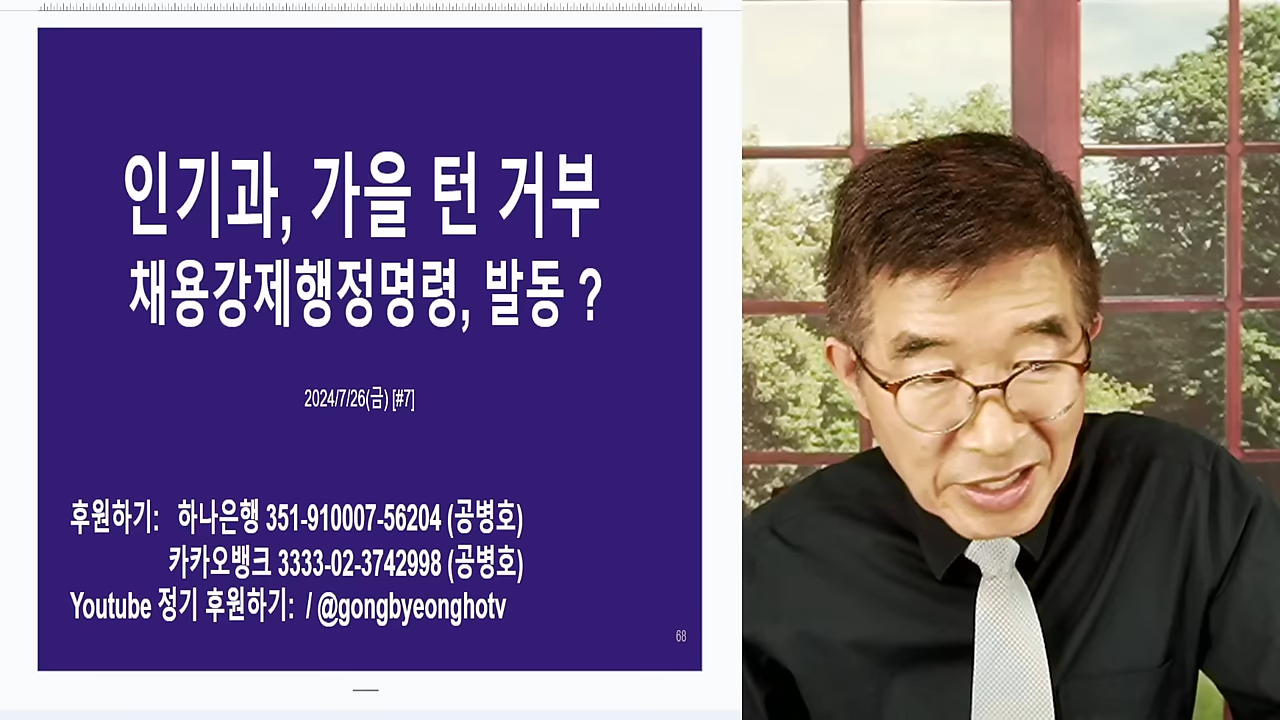 인기과, 가을 턴 거부
채용강제행정명령, 발동 ?
2024/7/26(금) [#7]
후원하기: 하나은행 351-910007-56204 (공병호)
카카오뱅크 3333-02-3742998 (공병호)
Youtube 정기 후원하기: / @gongbyeonghotv
68